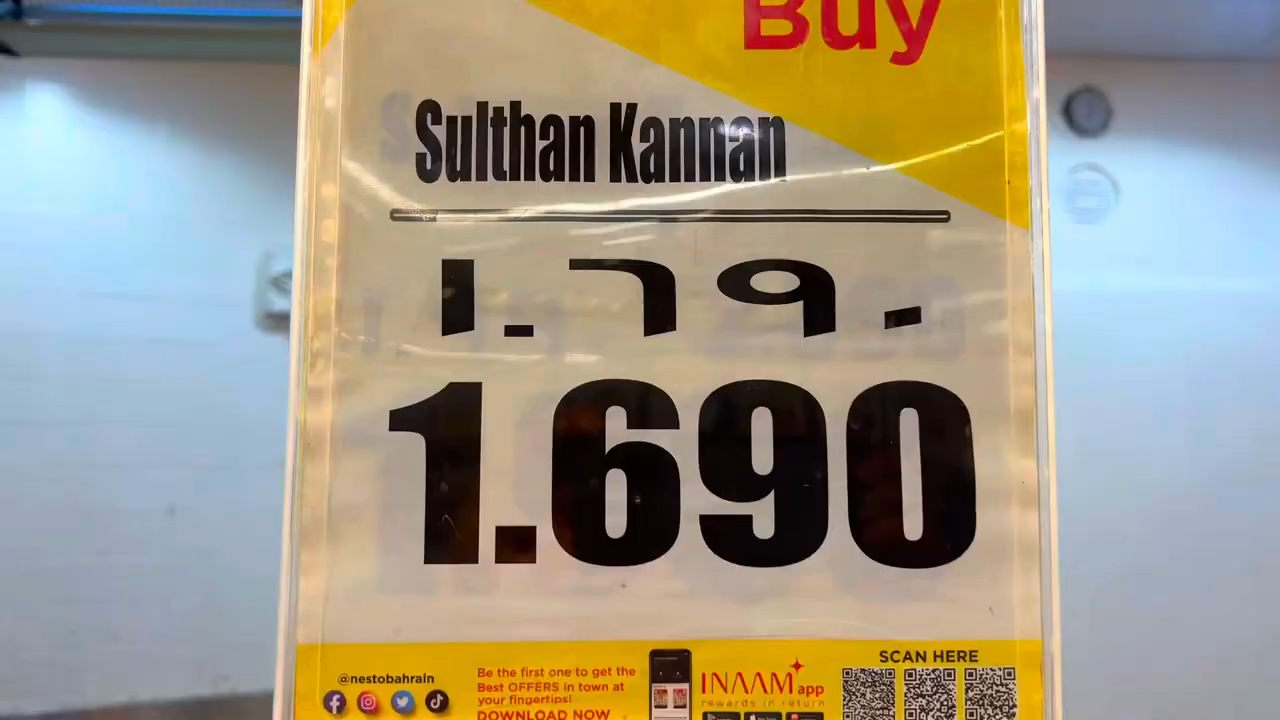 Buy
Sulthan Kannan
١.٦٩٠
1.690
@nestobahrain
Be the first one to get the
Best OFFERS in town at
your fingertips!
DOWNLOAD NOW
INAAM app
rewards in return
SCAN HERE